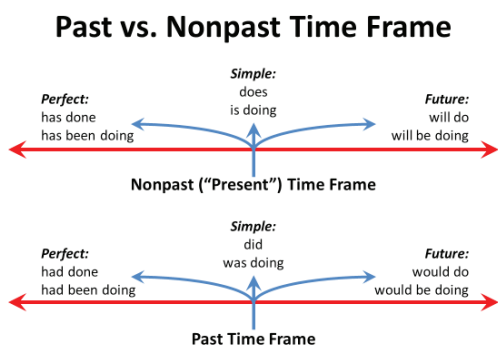 Past vs. Nonpast Time Frame
Simple:
does
is doing
Perfect:
has done
has been doing
Future:
will do
will be doing
Nonpast (“Present”) Time Frame
Simple:
did
was doing
Perfect:
had done
had been doing
Future:
would do
would be doing
Past Time Frame